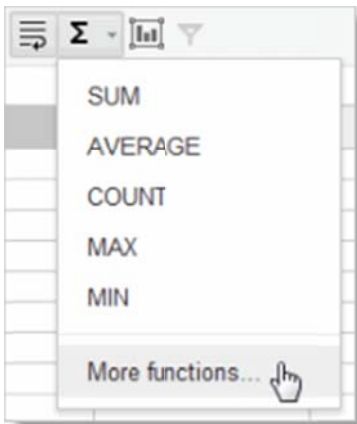 Σ
SUM
AVERAGE
COUNT
MAX
MIN
More functions...